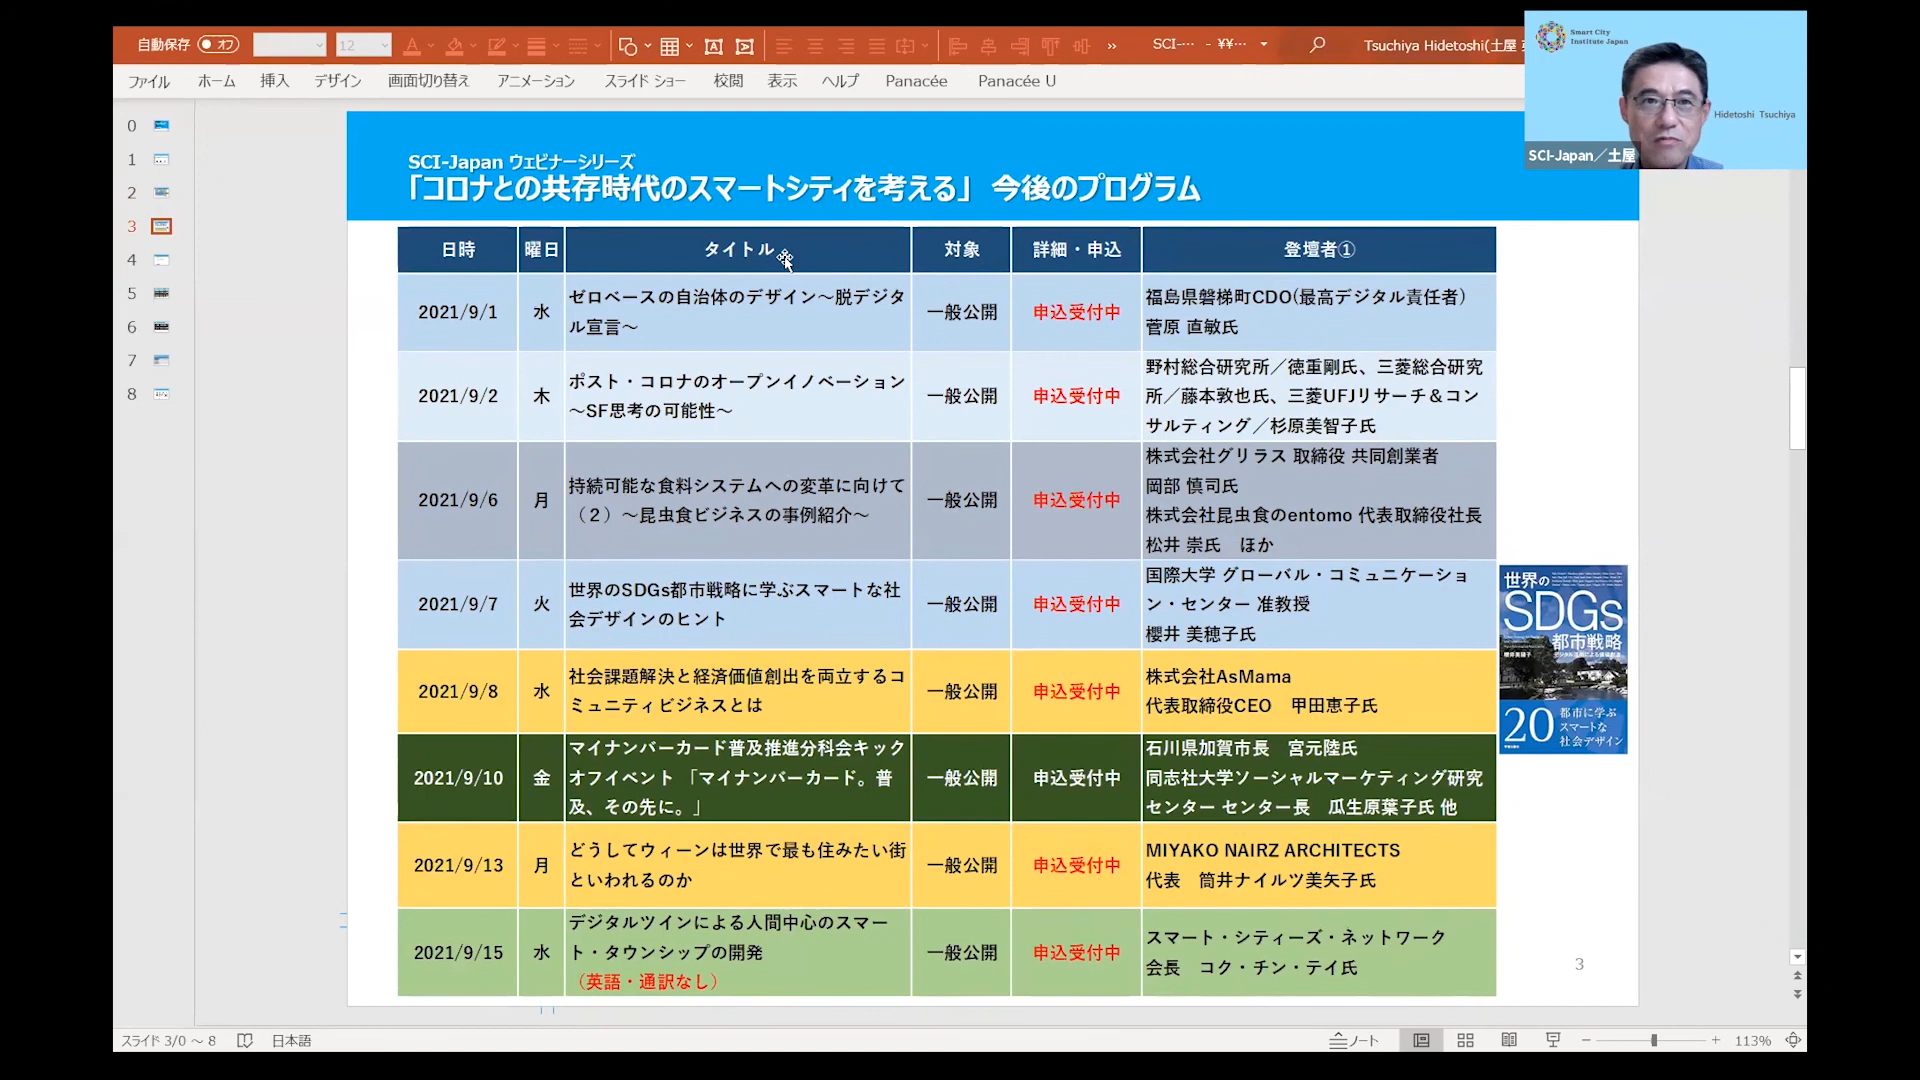 自動保存 オフ
12
SCI-… - ¥¥…
Tsuchiya Hidetoshi(土屋
ファイル ホーム 挿入 デザイン 画面切り替え アニメーション スライド ショー 校閲 表示 ヘルプ Panacée Panacée U
Smart City
Institute Japan
Hidetoshi Tsuchiya
SCI-Japan／土屋
0
1
2
3
4
5
6
7
8
SCI-Japan ウェビナーシリーズ
「コロナとの共存時代のスマートシティを考える」 今後のプログラム
日時 曜日 タイトル 対象 詳細・申込 登壇者①
2021/9/1 水 ゼロベースの自治体のデザイン～脱デジタ
ル宣言～
一般公開 申込受付中 福島県磐梯町CDO(最高デジタル責任者）
菅原 直敏氏
2021/9/2 木 ポスト・コロナのオープンイノベーション
～SF思考の可能性～
一般公開 申込受付中 野村総合研究所／徳重剛氏、三菱総合研究
所／藤本敦也氏、三菱UFJリサーチ＆コン
サルティング／杉原美智子氏
2021/9/6 月 持続可能な食料システムへの変革に向けて
（２）～昆虫食ビジネスの事例紹介～
一般公開 申込受付中 株式会社グリラス 取締役 共同創業者
岡部 慎司氏
株式会社昆虫食のentomo 代表取締役社長
松井 崇氏　ほか
2021/9/7 火 世界のSDGs都市戦略に学ぶスマートな社
会デザインのヒント
一般公開 申込受付中 国際大学 グローバル・コミュニケーショ
ン・センター 准教授
櫻井 美穂子氏
2021/9/8 水 社会課題解決と経済価値創出を両立するコ
ミュニティビジネスとは
一般公開 申込受付中 株式会社AsMama
代表取締役CEO　甲田恵子氏
2021/9/10 金 マイナンバーカード普及推進分科会キック
オフイベント 「マイナンバーカード。普
及、その先に。」
一般公開 申込受付中 石川県加賀市長　宮元陸氏
同志社大学ソーシャルマーケティング研究
センター センター長　瓜生原葉子氏 他
2021/9/13 月 どうしてウィーンは世界で最も住みたい街
といわれるのか
一般公開 申込受付中 MIYAKO NAIRZ ARCHITECTS
代表　筒井ナイルツ美矢子氏
2021/9/15 水 デジタルツインによる人間中心のスマー
ト・タウンシップの開発
（英語・通訳なし）
一般公開 申込受付中 スマート・シティーズ・ネットワーク
会長　コク・チン・テイ氏
世界の
SDGs
都市戦略
櫻井美穂子
20 都市に学ぶ
スマートな
社会デザイン
3
スライド 3/0 ～ 8 日本語
ノート
113%